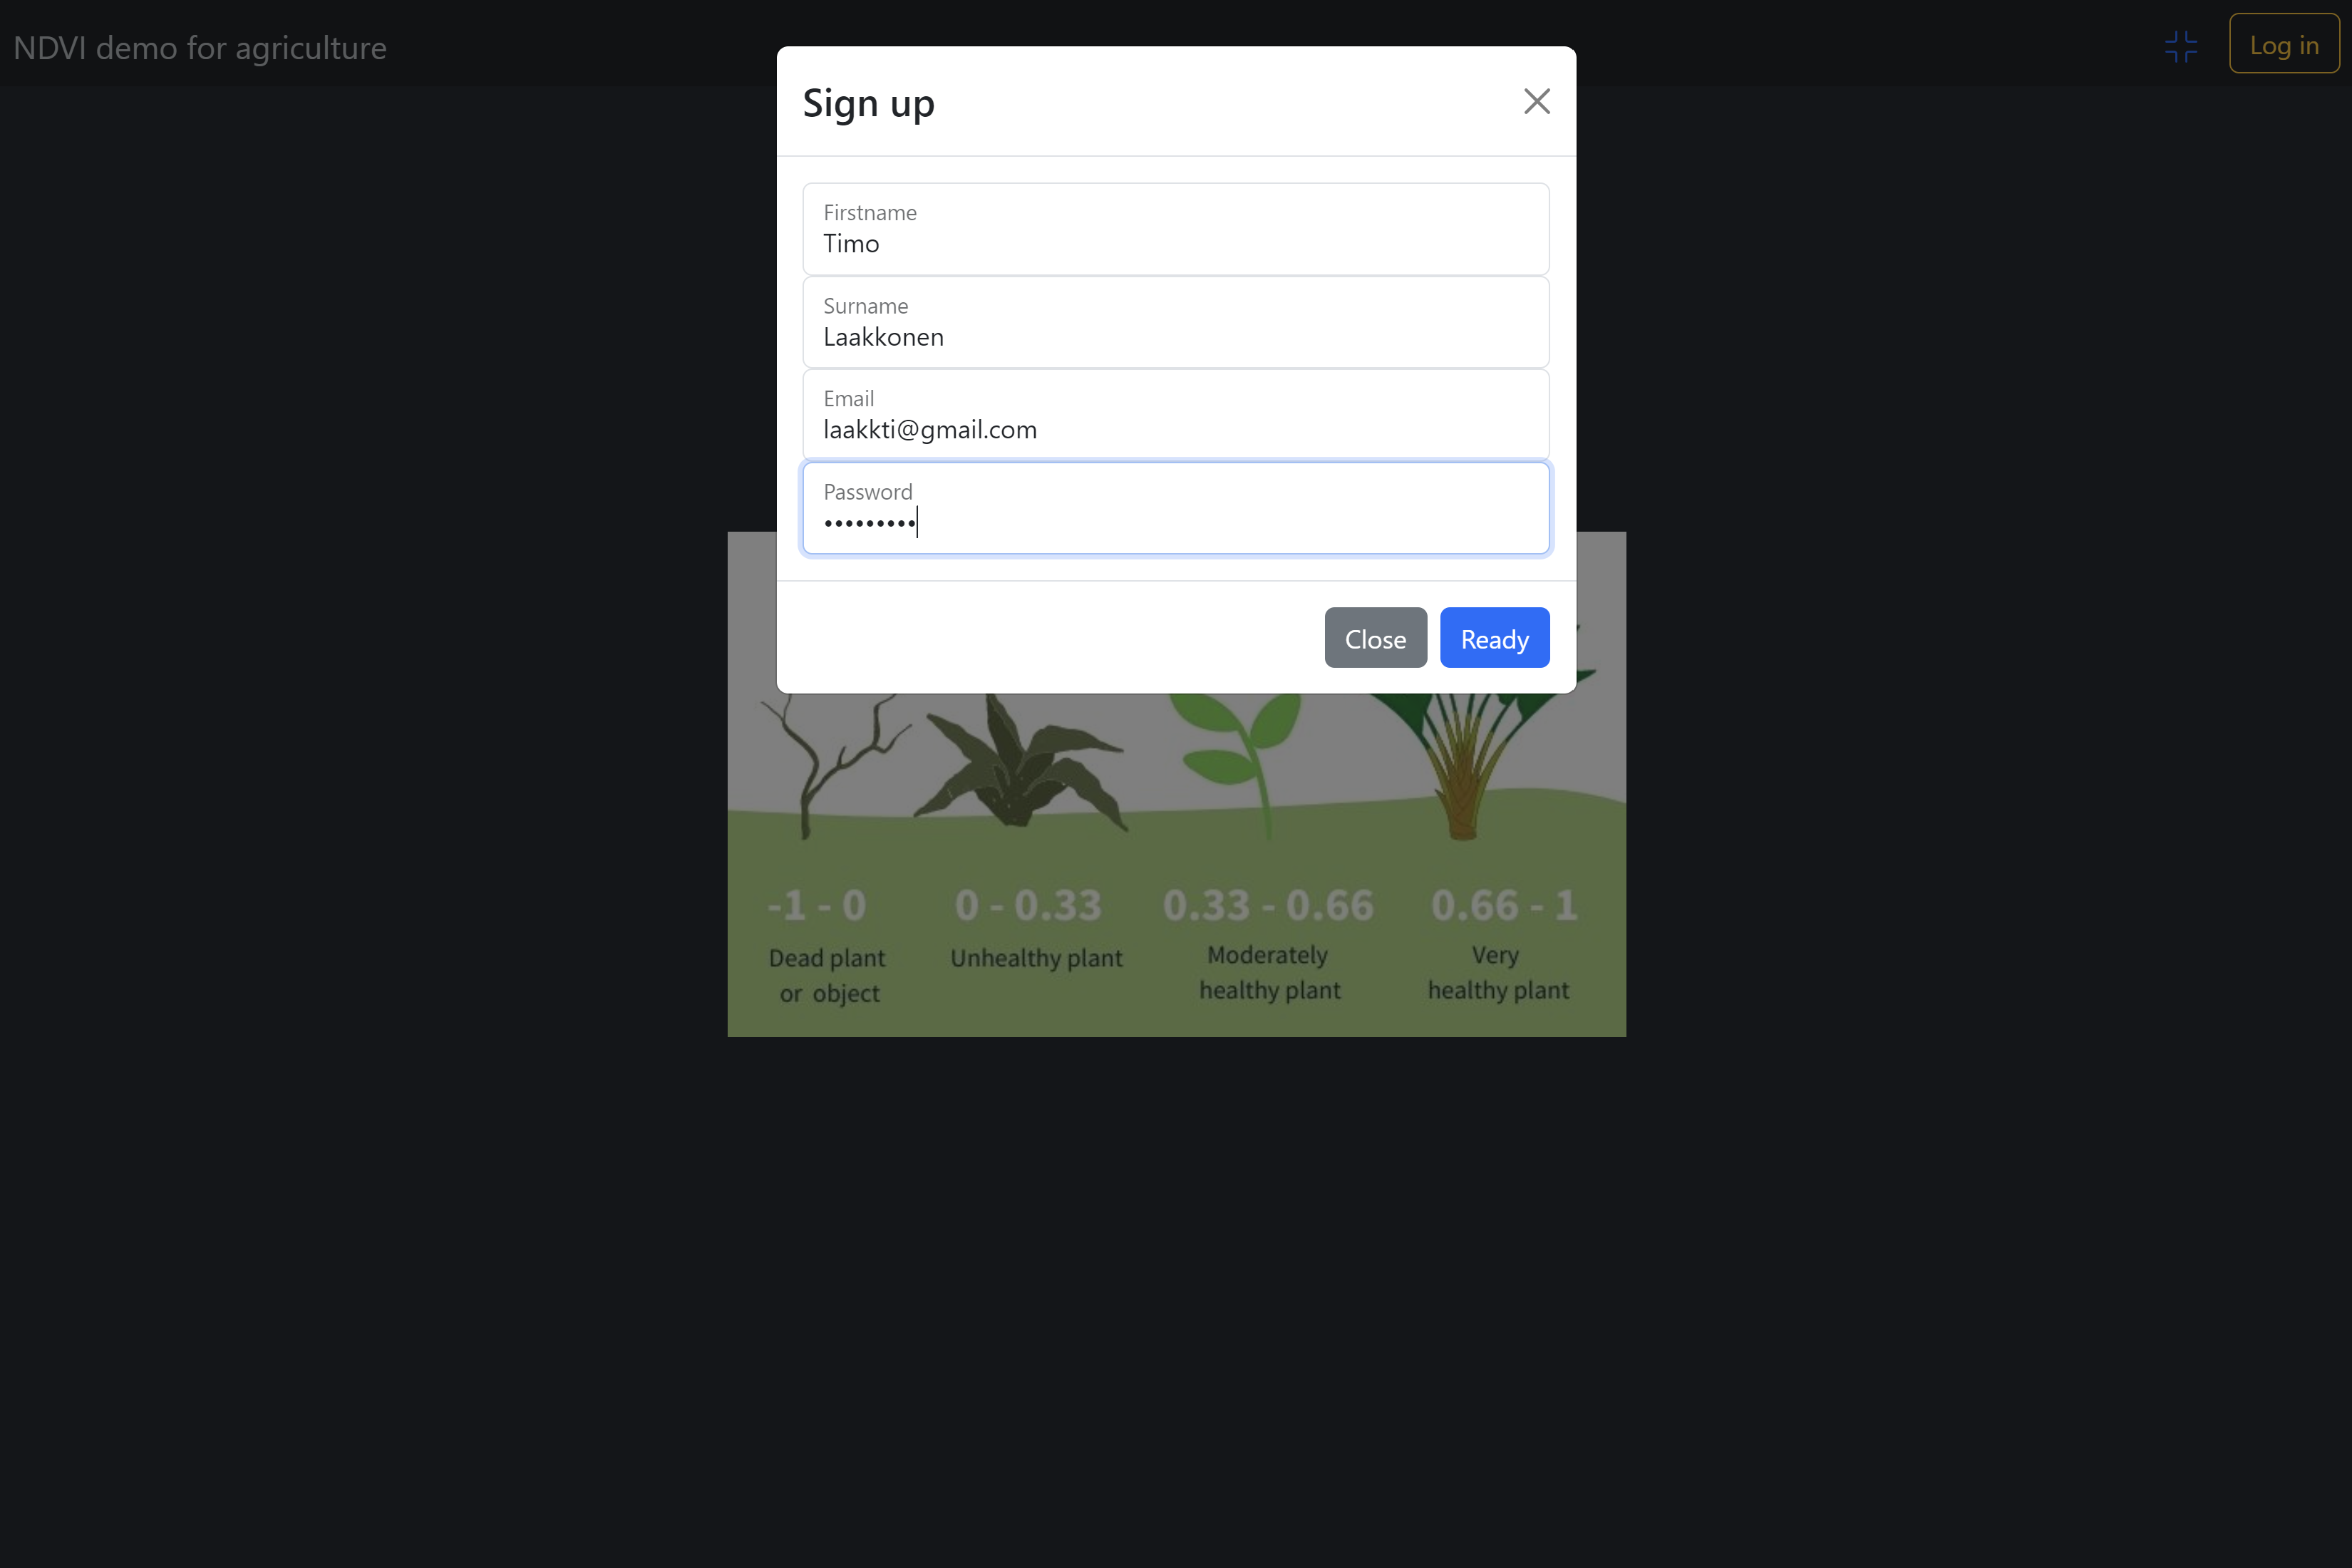 NDVI demo for agriculture
Log in
Sign up
Firstname
Timo
Surname
Laakkonen
Email
laakkti@gmail.com
Password
•••••••••
Close
Ready
-1 - 0
0 - 0.33
0.33 - 0.66
0.66 - 1
Dead plant
or object
Unhealthy plant
Moderately
healthy plant
Very
healthy plant